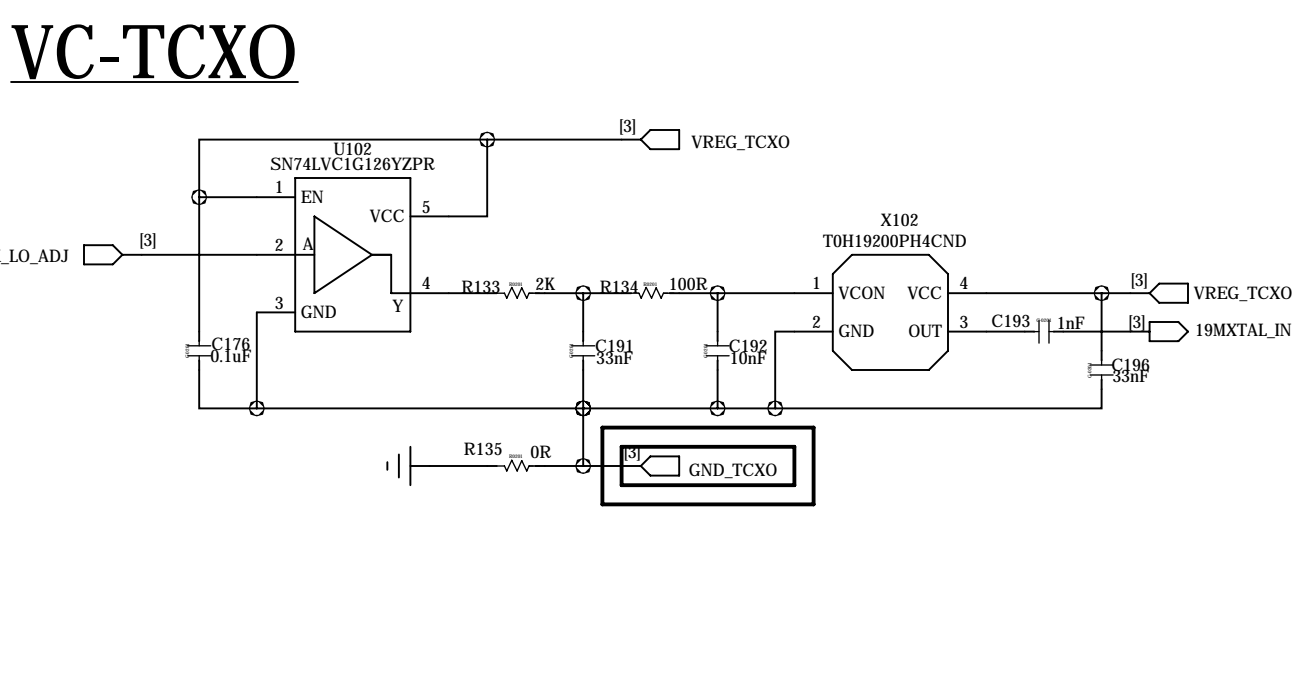 VC-TCXO
[3]
VREG_TCXO
U102
SN74LVC1G126YZPR
1
EN
VCC
5
_LO_ADJ
[3]
2
A
4
Y
3
GND
R133
2K
R134
100R
C176
0.1uF
C191
33nF
C192
10nF
X102
T0H19200PH4CND
1
VCON
VCC
4
[3]
VREG_TCXO
2
GND
OUT
3
C193
1nF
[3]
19MXTAL_IN
C196
33nF
R135
0R
[3]
GND_TCXO